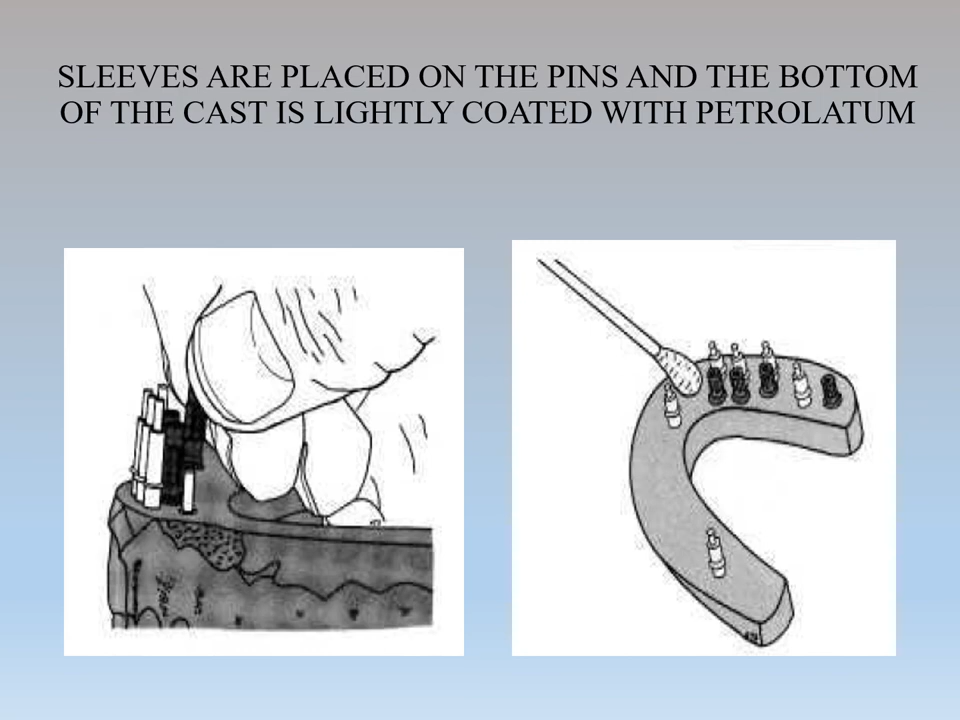 SLEEVES ARE PLACED ON THE PINS AND THE BOTTOM
OF THE CAST IS LIGHTLY COATED WITH PETROLATUM